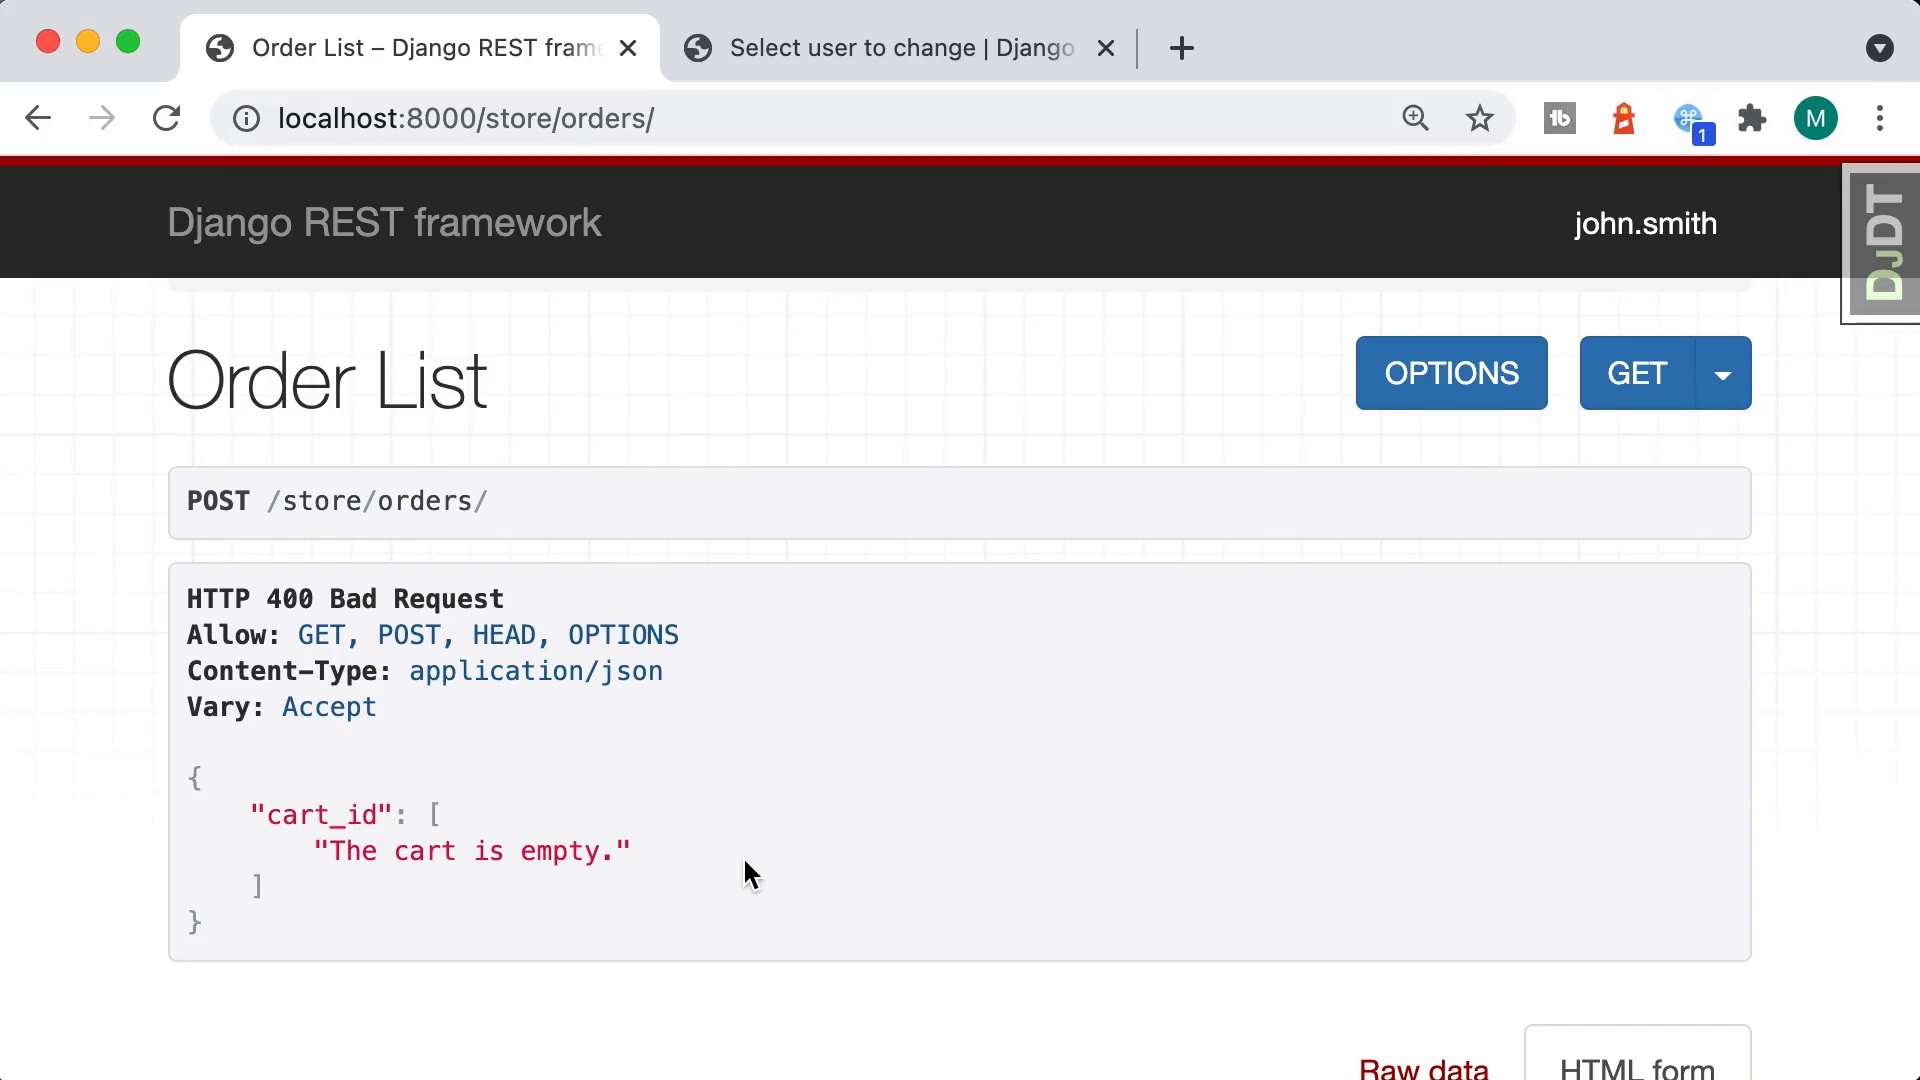 Order List – Django REST frame
Select user to change | Django
localhost:8000/store/orders/
1
M
Django REST framework
john.smith
DJDT
Order List
OPTIONS
GET
POST /store/orders/
HTTP 400 Bad Request
Allow: GET, POST, HEAD, OPTIONS
Content-Type: application/json
Vary: Accept
{
"cart_id": [
"The cart is empty."
]
}
Raw data
HTML form